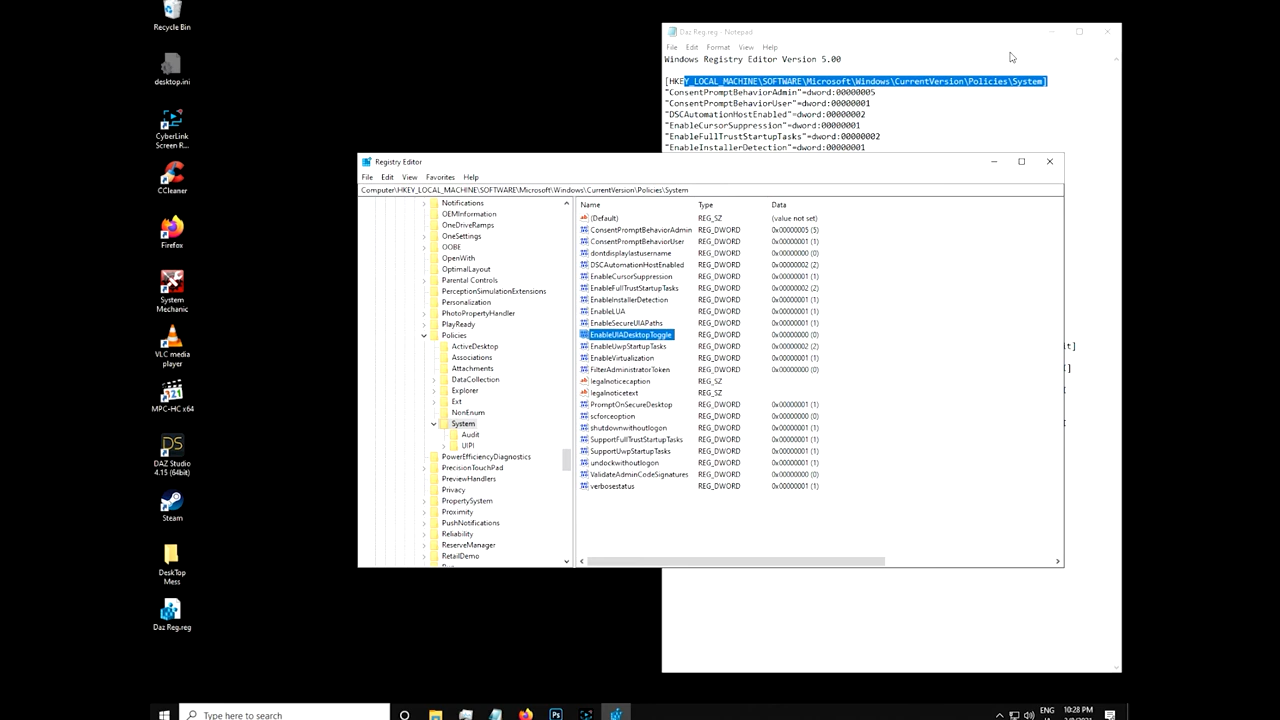 Recycle Bin
desktop.ini
CyberLink
Screen R...
CCleaner
Firefox
System
Mechanic
VLC media
player
MPC-HC x64
DAZ Studio
4.15 (64bit)
Steam
DeskTop
Mess
Daz Reg.reg
Daz Reg.reg - Notepad
File Edit Format View Help
Windows Registry Editor Version 5.00
[HKEY_LOCAL_MACHINE\SOFTWARE\Microsoft\Windows\CurrentVersion\Policies\System]
"ConsentPromptBehaviorAdmin"=dword:00000005
"ConsentPromptBehaviorUser"=dword:00000001
"DSCAutomationHostEnabled"=dword:00000002
"EnableCursorSuppression"=dword:00000001
"EnableFullTrustStartupTasks"=dword:00000002
"EnableInstallerDetection"=dword:00000001
Registry Editor
File Edit View Favorites Help
Computer\HKEY_LOCAL_MACHINE\SOFTWARE\Microsoft\Windows\CurrentVersion\Policies\System
Notifications
OEMInformation
OneDriveRamps
OneSettings
OOBE
OpenWith
OptimalLayout
Parental Controls
PerceptionSimulationExtensions
Personalization
PhotoPropertyHandler
PlayReady
Policies
ActiveDesktop
Associations
Attachments
DataCollection
Explorer
Ext
NonEnum
System
Audit
UIPI
PowerEfficiencyDiagnostics
PrecisionTouchPad
PreviewHandlers
Privacy
PropertySystem
Proximity
PushNotifications
Reliability
ReserveManager
RetailDemo
Name Type Data
(Default) REG_SZ (value not set)
ConsentPromptBehaviorAdmin REG_DWORD 0x00000005 (5)
ConsentPromptBehaviorUser REG_DWORD 0x00000001 (1)
dontdisplaylastusername REG_DWORD 0x00000000 (0)
DSCAutomationHostEnabled REG_DWORD 0x00000002 (2)
EnableCursorSuppression REG_DWORD 0x00000001 (1)
EnableFullTrustStartupTasks REG_DWORD 0x00000002 (2)
EnableInstallerDetection REG_DWORD 0x00000001 (1)
EnableLUA REG_DWORD 0x00000001 (1)
EnableSecureUIAPaths REG_DWORD 0x00000001 (1)
EnableUIADesktopToggle REG_DWORD 0x00000000 (0)
EnableUwpStartupTasks REG_DWORD 0x00000002 (2)
EnableVirtualization REG_DWORD 0x00000001 (1)
FilterAdministratorToken REG_DWORD 0x00000000 (0)
legalnoticecaption REG_SZ
legalnoticetext REG_SZ
PromptOnSecureDesktop REG_DWORD 0x00000001 (1)
scforceoption REG_DWORD 0x00000000 (0)
shutdownwithoutlogon REG_DWORD 0x00000001 (1)
SupportFullTrustStartupTasks REG_DWORD 0x00000001 (1)
SupportUwpStartupTasks REG_DWORD 0x00000001 (1)
undockwithoutlogon REG_DWORD 0x00000001 (1)
ValidateAdminCodeSignatures REG_DWORD 0x00000000 (0)
verbosestatus REG_DWORD 0x00000001 (1)
it]
]
Type here to search
ENG
10:28 PM